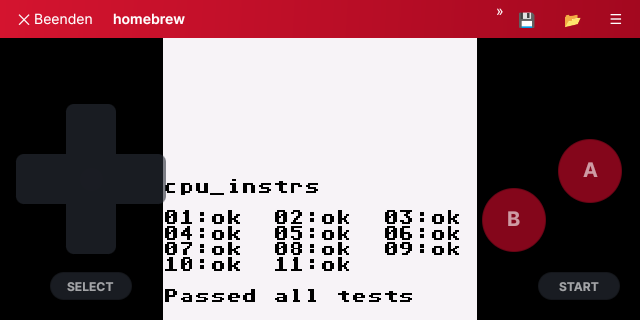 Beenden homebrew »
cpu_instrs
01:ok 02:ok 03:ok
04:ok 05:ok 06:ok
07:ok 08:ok 09:ok
10:ok 11:ok
Passed all tests
A
B
SELECT
START